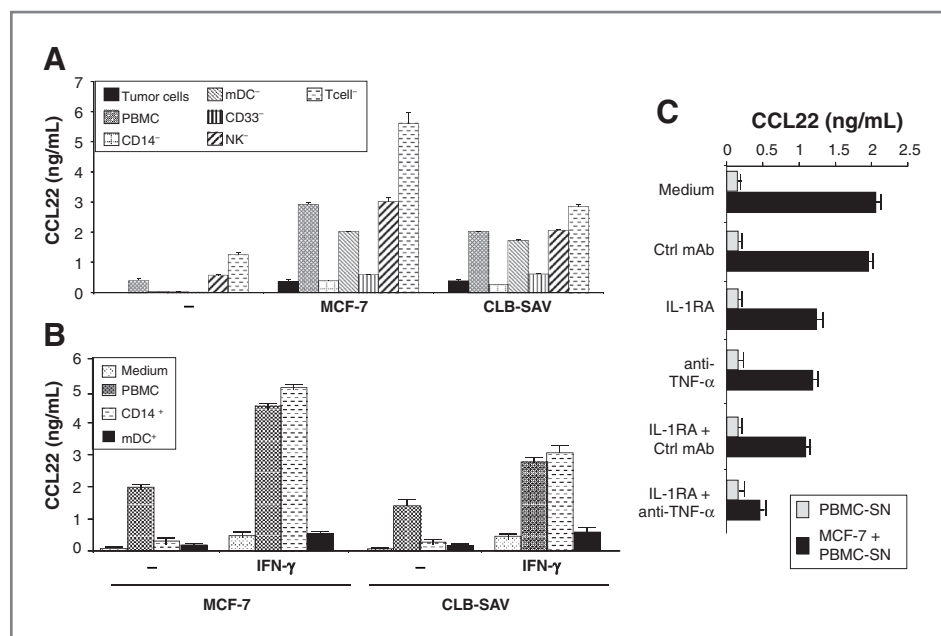 A
CCL22 (ng/mL)
7
6
5
4
3
2
1
0
Tumor cells
PBMC
CD14⁻
mDC⁻
CD33⁻
NK⁻
Tcell⁻
–
MCF-7
CLB-SAV
B
CCL22 (ng/mL)
6
5
4
3
2
1
0
Medium
PBMC
CD14 ⁺
mDC⁺
–
IFN-γ
–
IFN-γ
MCF-7
CLB-SAV
C
CCL22 (ng/mL)
0 0.5 1 1.5 2 2.5
Medium
Ctrl mAb
IL-1RA
anti-
TNF-α
IL-1RA +
Ctrl mAb
IL-1RA +
anti-TNF-α
PBMC-SN
MCF-7 +
PBMC-SN